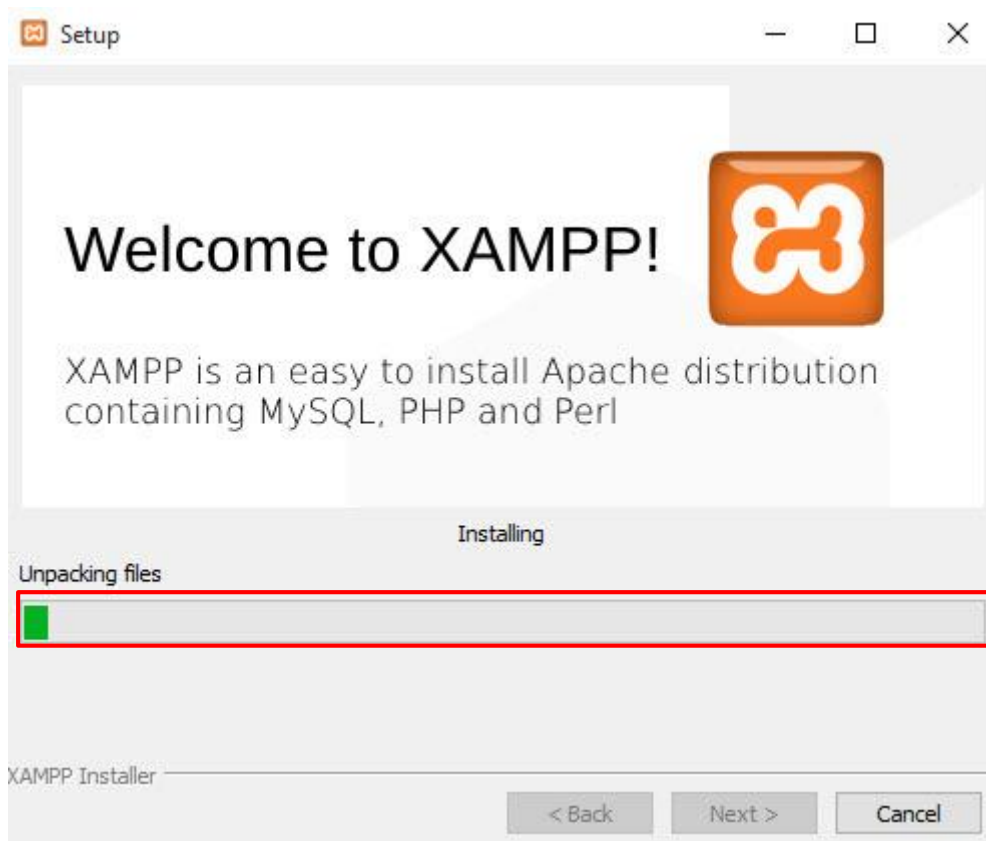 Setup
Welcome to XAMPP!
XAMPP is an easy to install Apache distribution
containing MySQL, PHP and Perl
Installing
Unpacking files
XAMPP Installer
< Back
Next >
Cancel